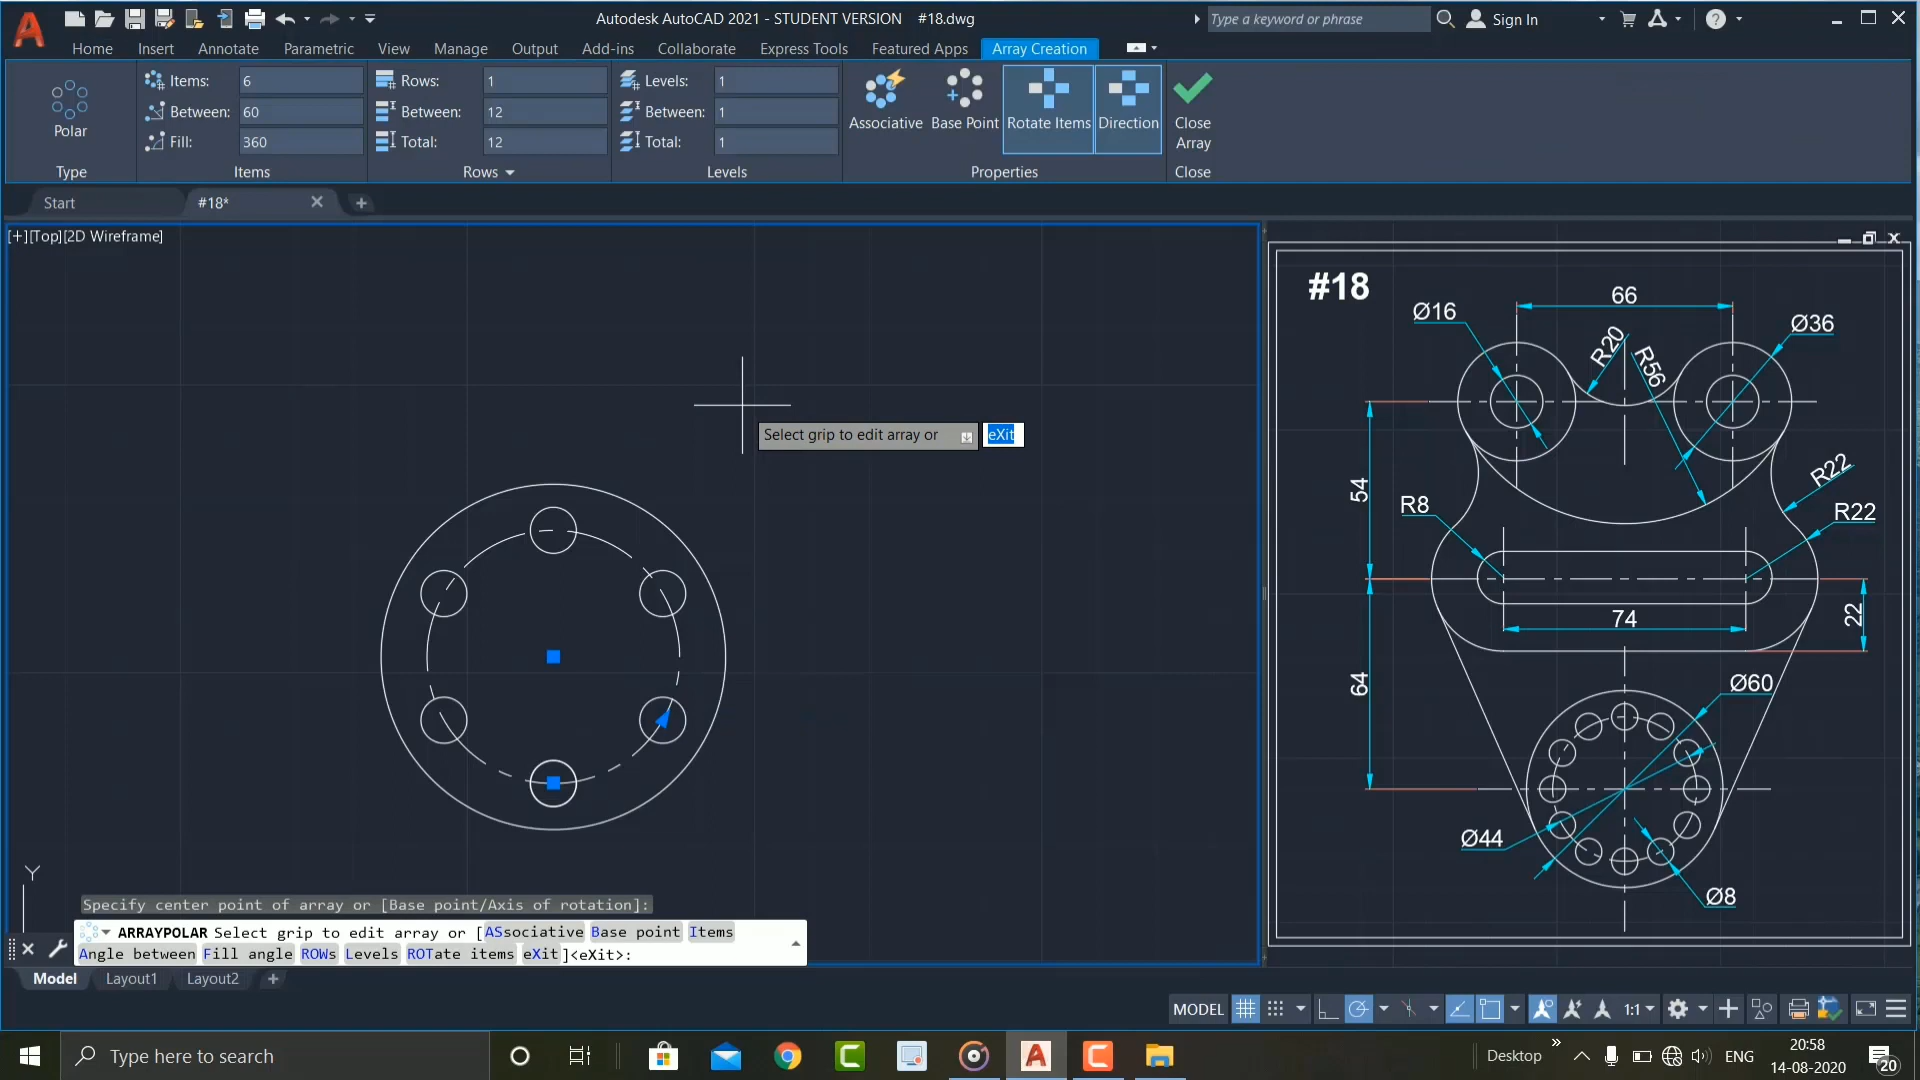 Autodesk AutoCAD 2021 - STUDENT VERSION #18.dwg
Type a keyword or phrase
Sign In
Home Insert Annotate Parametric View Manage Output Add-ins Collaborate Express Tools Featured Apps Array Creation
Polar
Type
Items: 6
Between: 60
Fill: 360
Items
Rows: 1
Between: 12
Total: 12
Rows
Levels: 1
Between: 1
Total: 1
Levels
Associative Base Point Rotate Items Direction
Properties
Close
Array
Close
Start
#18*
[+][Top][2D Wireframe]
Select grip to edit array or eXit
#18
66
Ø16
Ø36
R20
R56
54
R22
R8
R22
74
22
64
Ø60
Ø44
Ø8
Y
Specify center point of array or [Base point/Axis of rotation]:
ARRAYPOLAR Select grip to edit array or [ASsociative Base point Items
Angle between Fill angle ROWs Levels ROTate items eXit]<eXit>:
Model Layout1 Layout2
MODEL
1:1
Type here to search
Desktop
ENG
20:58
14-08-2020
20